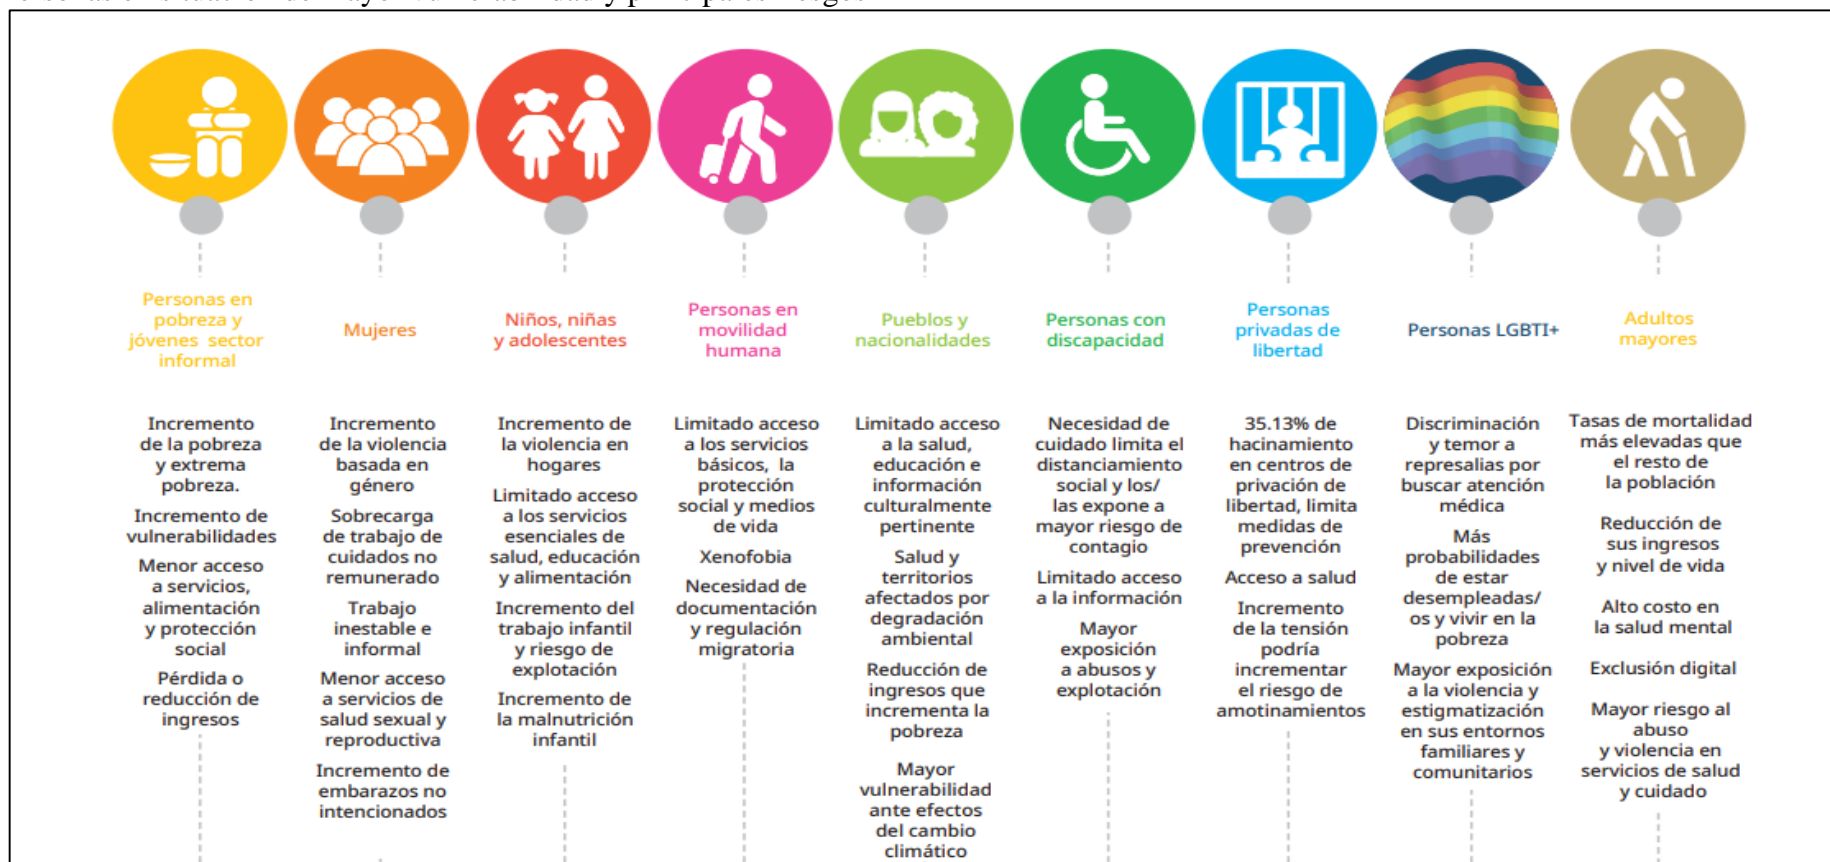 Personas en
pobreza y
jóvenes sector
informal
Incremento
de la pobreza
y extrema
pobreza.
Incremento de
vulnerabilidades
Menor acceso
a servicios,
alimentación
y protección
social
Pérdida o
reducción de
ingresos
Mujeres
Incremento
de la violencia
basada en
género
Sobrecarga
de trabajo de
cuidados no
remunerado
Trabajo
inestable e
informal
Menor acceso
a servicios de
salud sexual y
reproductiva
Incremento de
embarazos no
intencionados
Niños, niñas
y adolescentes
Incremento de
la violencia en
hogares
Limitado acceso
a los servicios
esenciales de
salud, educación
y alimentación
Incremento del
trabajo infantil
y riesgo de
explotación
Incremento de
la malnutrición
infantil
Personas en
movilidad
humana
Limitado acceso
a los servicios
básicos, la
protección
social y medios
de vida
Xenofobia
Necesidad de
documentación
y regulación
migratoria
Pueblos y
nacionalidades
Limitado acceso
a la salud,
educación e
información
culturalmente
pertinente
Salud y
territorios
afectados por
degradación
ambiental
Reducción de
ingresos que
incrementa la
pobreza
Mayor
vulnerabilidad
ante efectos
del cambio
climático
Personas con
discapacidad
Necesidad de
cuidado limita el
distanciamiento
social y los/
las expone a
mayor riesgo de
contagio
Limitado acceso
a la información
Mayor
exposición
a abusos y
explotación
Personas
privadas de
libertad
35.13% de
hacinamiento
en centros de
privación de
libertad, limita
medidas de
prevención
Acceso a salud
Incremento
de la tensión
podría
incrementar
el riesgo de
amotinamientos
Personas LGBTI+
Discriminación
y temor a
represalias por
buscar atención
médica
Más
probabilidades
de estar
desempleadas/
os y vivir en la
pobreza
Mayor exposición
a la violencia y
estigmatización
en sus entornos
familiares y
comunitarios
Adultos
mayores
Tasas de mortalidad
más elevadas que
el resto de
la población
Reducción de
sus ingresos
y nivel de vida
Alto costo en
la salud mental
Exclusión digital
Mayor riesgo al
abuso
y violencia en
servicios de salud
y cuidado